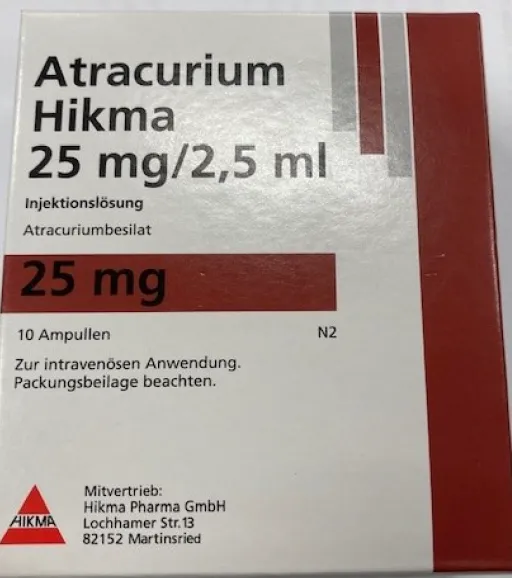 Atracurium
Hikma
25 mg/2,5 ml
Injektionslösung
Atracuriumbesilat
25 mg
10 Ampullen N2
Zur intravenösen Anwendung.
Packungsbeilage beachten.
HIKMA
Mitvertrieb:
Hikma Pharma GmbH
Lochhamer Str.13
82152 Martinsried